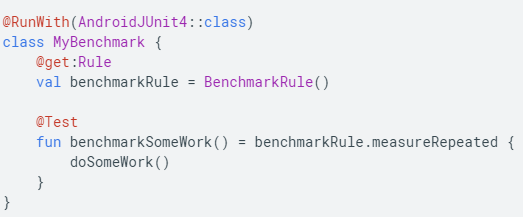 @RunWith(AndroidJUnit4::class)
class MyBenchmark {
    @get:Rule
    val benchmarkRule = BenchmarkRule()

    @Test
    fun benchmarkSomeWork() = benchmarkRule.measureRepeated {
        doSomeWork()
    }
}